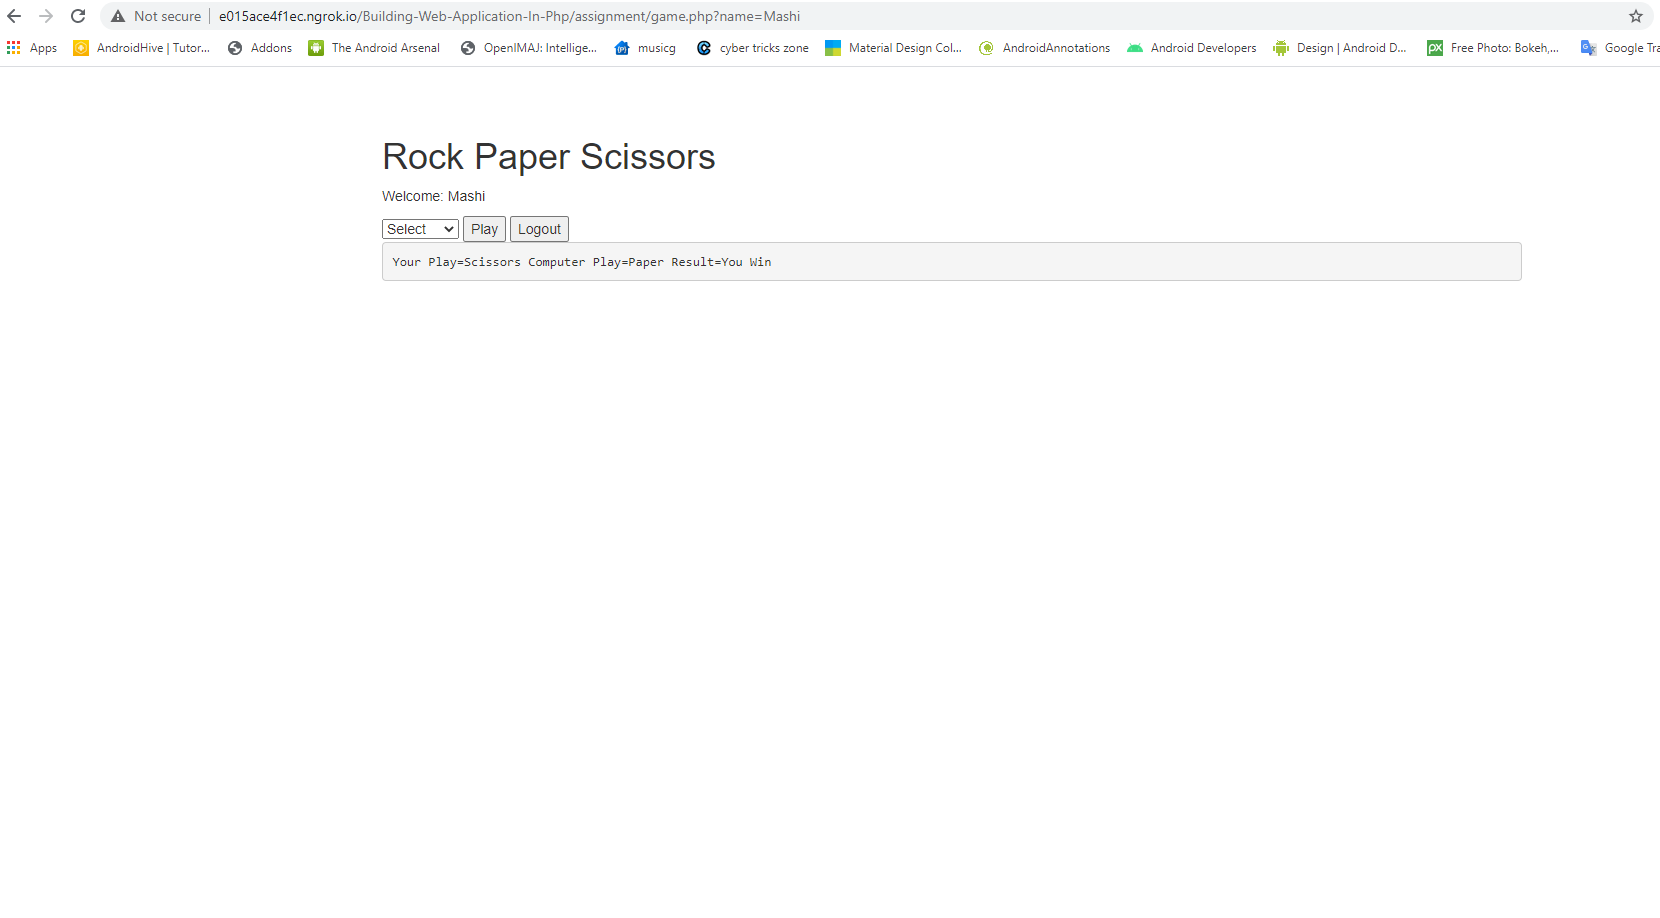 Not secure e015ace4f1ec.ngrok.io/Building-Web-Application-In-Php/assignment/game.php?name=Mashi
Apps AndroidHive | Tutor... Addons The Android Arsenal OpenIMAJ: Intellige... musicg cyber tricks zone Material Design Col... AndroidAnnotations Android Developers Design | Android D... px Free Photo: Bokeh,... Google Tra
Rock Paper Scissors
Welcome: Mashi
Select Play Logout
Your Play=Scissors Computer Play=Paper Result=You Win